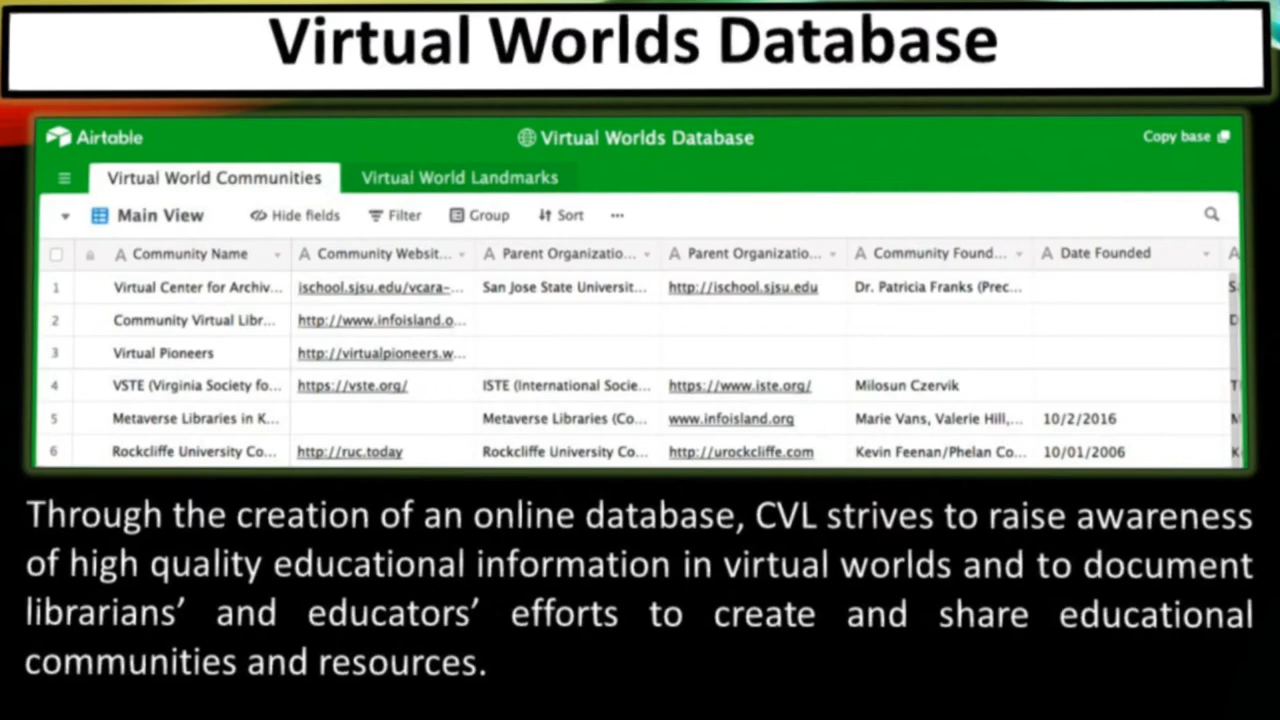 Virtual Worlds Database
Airtable Virtual Worlds Database Copy base
Virtual World Communities Virtual World Landmarks
Main View Hide fields Filter Group Sort ...
A Community Name A Community Websit... A Parent Organizatio... A Parent Organizatio... A Community Found... A Date Founded A
1 Virtual Center for Archiv... ischool.sjsu.edu/vcara-... San Jose State Universit... http://ischool.sjsu.edu Dr. Patricia Franks (Prec...
2 Community Virtual Libr... http://www.infoisland.o...
3 Virtual Pioneers http://virtualpioneers.w...
4 VSTE (Virginia Society fo... https://vste.org/ ISTE (International Socie... https://www.iste.org/ Milosun Czervik
5 Metaverse Libraries in K... Metaverse Libraries (Co... www.infoisland.org Marie Vans, Valerie Hill,... 10/2/2016
6 Rockcliffe University Co... http://ruc.today Rockcliffe University Co... http://urockcliffe.com Kevin Feenan/Phelan Co... 10/01/2006
Through the creation of an online database, CVL strives to raise awareness
of high quality educational information in virtual worlds and to document
librarians’ and educators’ efforts to create and share educational
communities and resources.